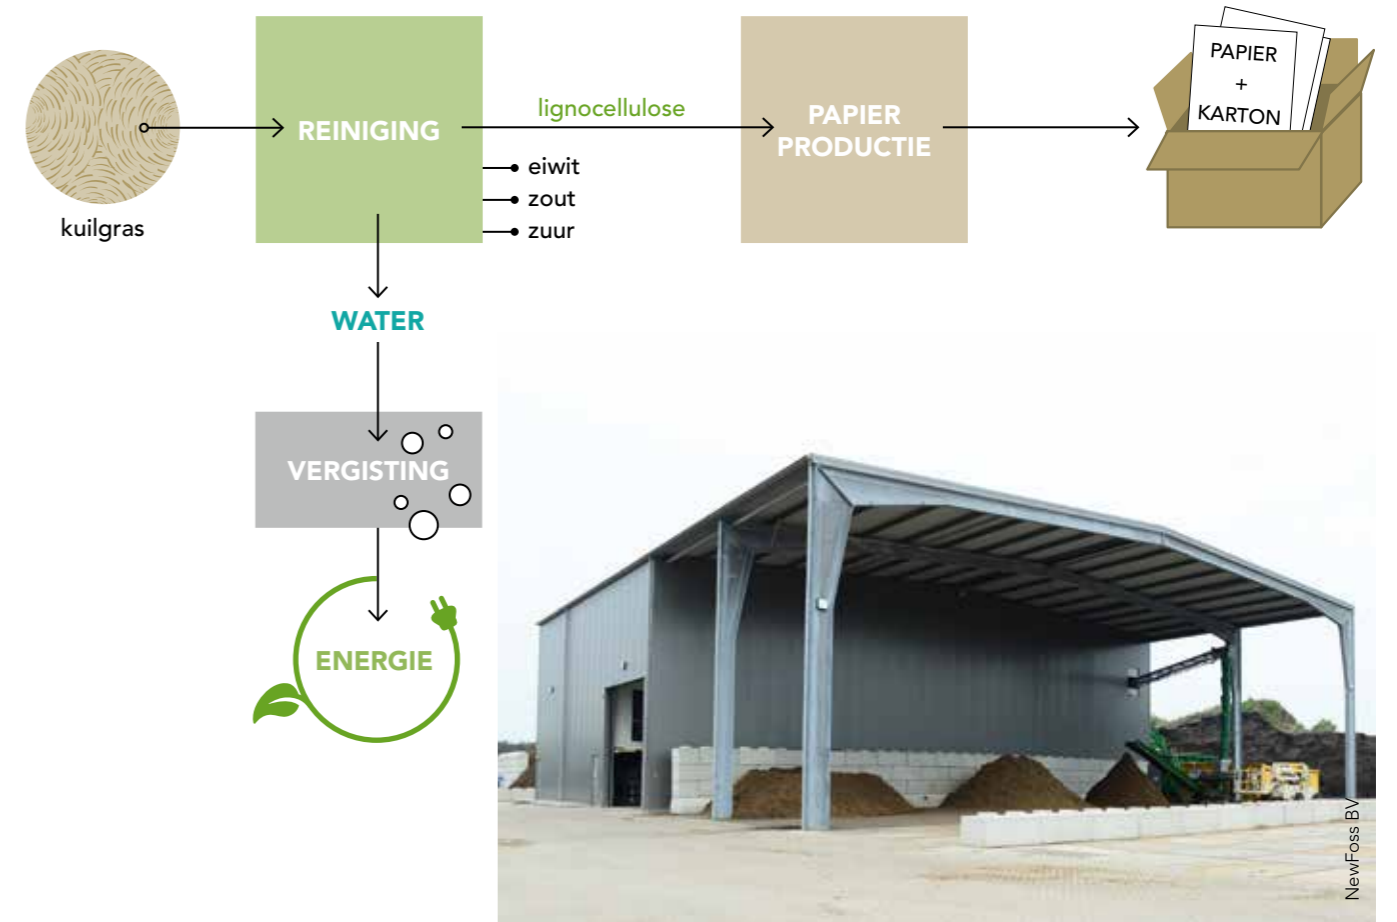 kuilgras
REINIGING
lignocellulose
eiwit
zout
zuur
PAPIER
PRODUCTIE
PAPIER
+
KARTON
WATER
VERGISTING
ENERGIE
NewFoss BV